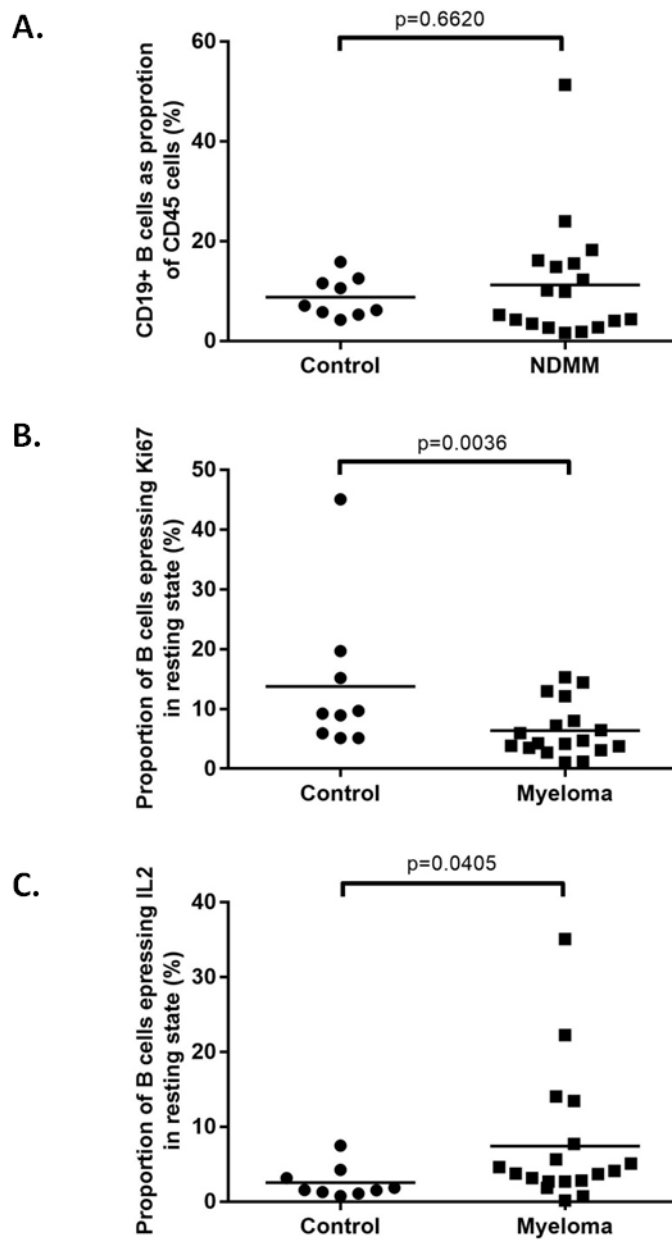 A.
p=0.6620
CD19+ B cells as proprotion
of CD45 cells (%)
60
40
20
0
Control
NDMM
B.
p=0.0036
Proportion of B cells epressing Ki67
in resting state (%)
50
40
30
20
10
0
Control
Myeloma
C.
p=0.0405
Proportion of B cells epressing IL2
in resting state (%)
40
30
20
10
0
Control
Myeloma